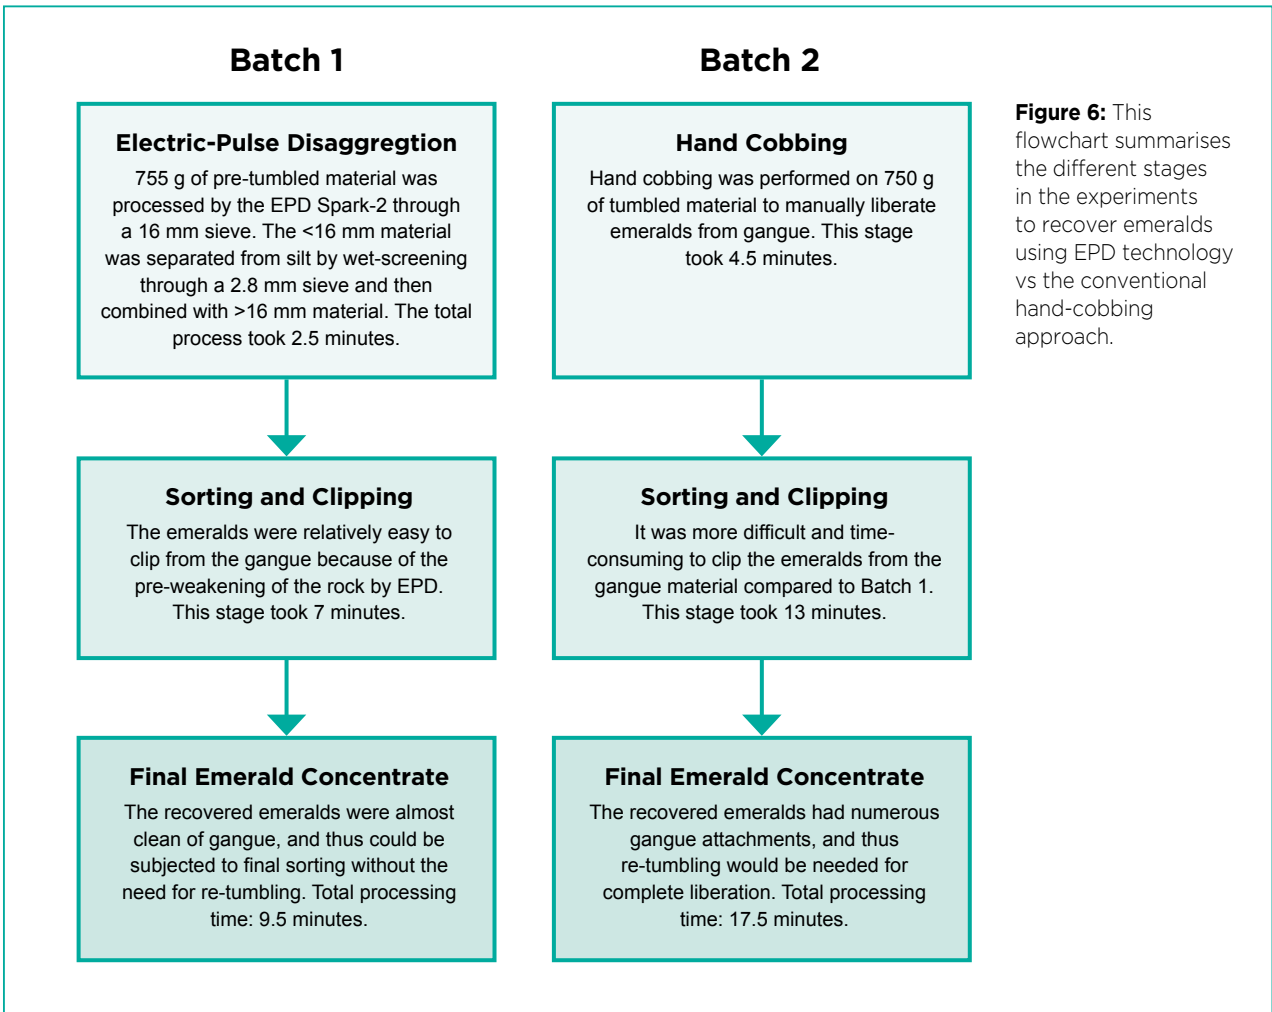 Batch 1
Electric-Pulse Disaggregtion
755 g of pre-tumbled material was
processed by the EPD Spark-2 through
a 16 mm sieve. The <16 mm material
was separated from silt by wet-screening
through a 2.8 mm sieve and then
combined with >16 mm material. The total
process took 2.5 minutes.
Sorting and Clipping
The emeralds were relatively easy to
clip from the gangue because of the
pre-weakening of the rock by EPD.
This stage took 7 minutes.
Final Emerald Concentrate
The recovered emeralds were almost
clean of gangue, and thus could be
subjected to final sorting without the
need for re-tumbling. Total processing
time: 9.5 minutes.
Batch 2
Hand Cobbing
Hand cobbing was performed on 750 g
of tumbled material to manually liberate
emeralds from gangue. This stage
took 4.5 minutes.
Sorting and Clipping
It was more difficult and time-
consuming to clip the emeralds from the
gangue material compared to Batch 1.
This stage took 13 minutes.
Final Emerald Concentrate
The recovered emeralds had numerous
gangue attachments, and thus
re-tumbling would be needed for
complete liberation. Total processing
time: 17.5 minutes.
Figure 6: This
flowchart summarises
the different stages
in the experiments
to recover emeralds
using EPD technology
vs the conventional
hand-cobbing
approach.